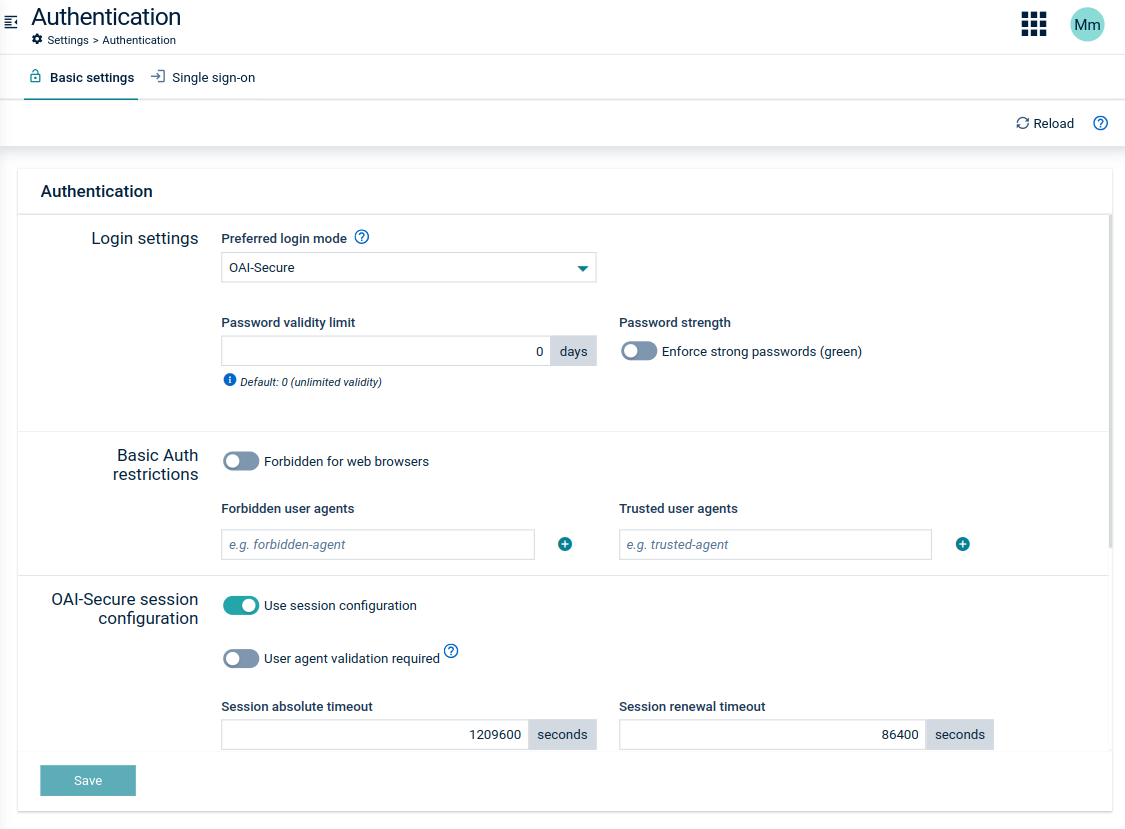 Authentication
Settings > Authentication
Mm
Basic settings
Single sign-on
Reload
Authentication
Login settings
Preferred login mode
OAI-Secure
Password validity limit
Password strength
0 days
Enforce strong passwords (green)
Default: 0 (unlimited validity)
Basic Auth
restrictions
Forbidden for web browsers
Forbidden user agents
Trusted user agents
e.g. forbidden-agent
e.g. trusted-agent
OAI-Secure session
configuration
Use session configuration
User agent validation required
Session absolute timeout
Session renewal timeout
1209600 seconds
86400 seconds
Save